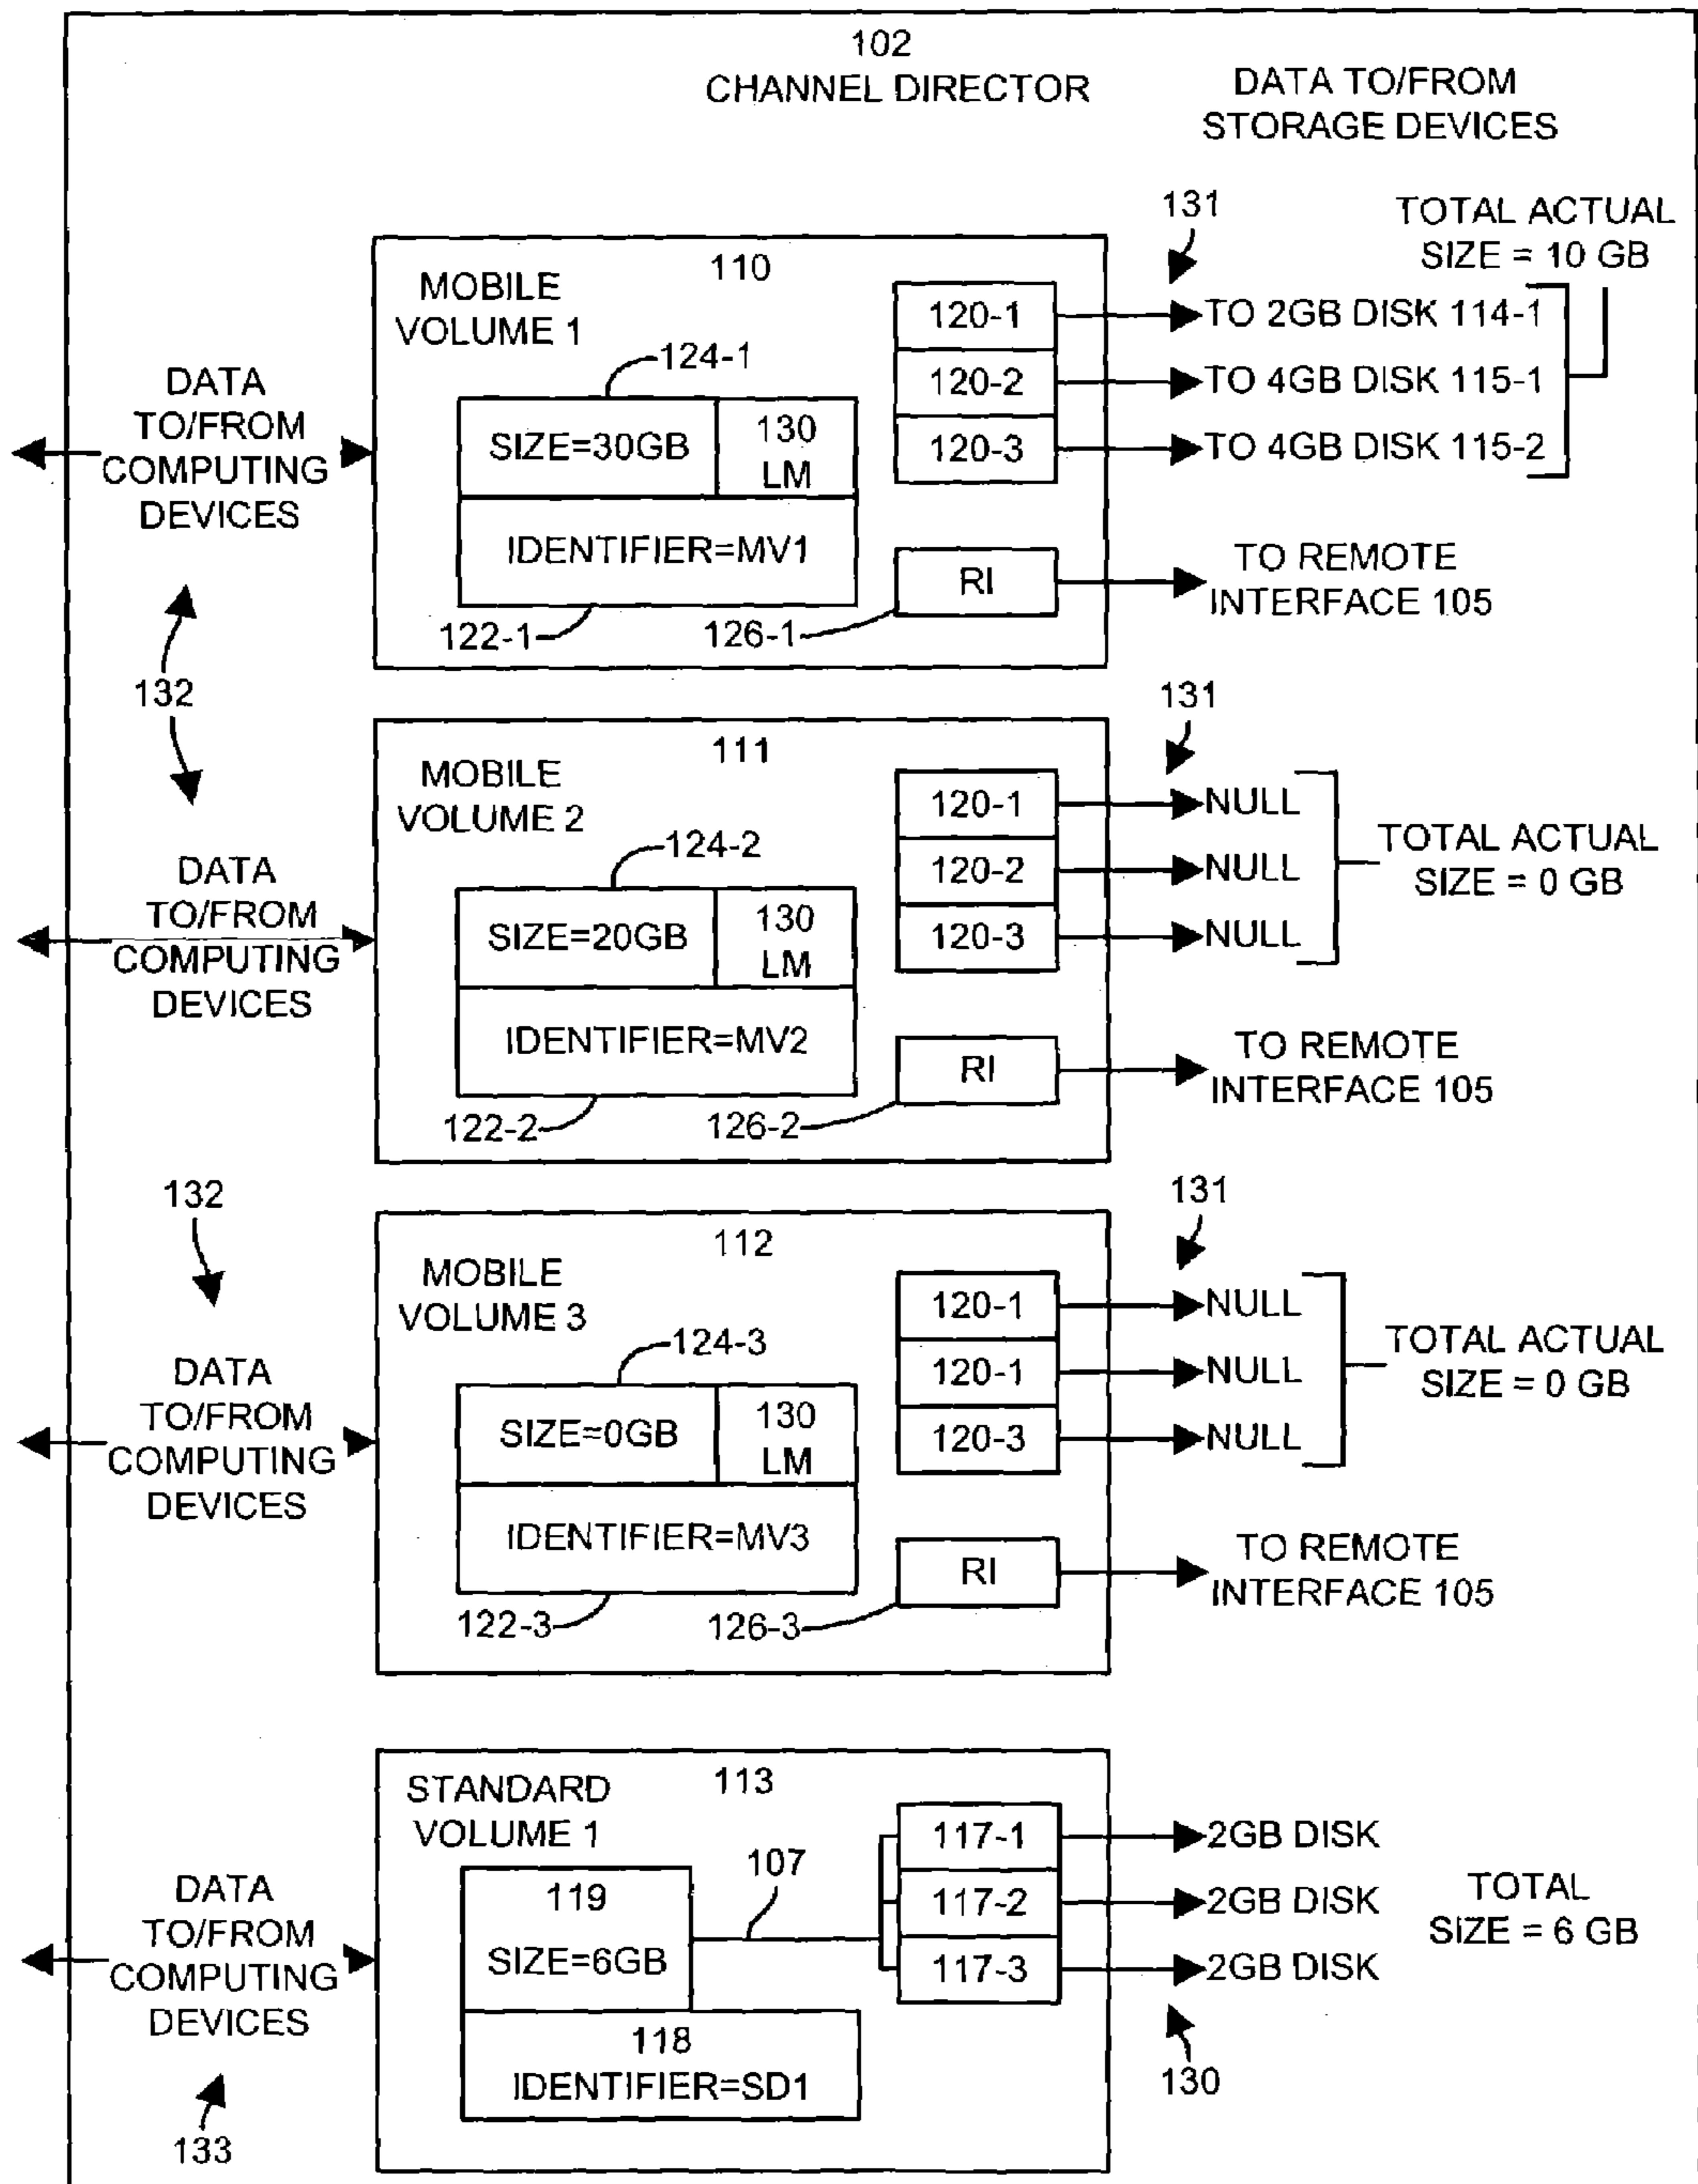 102
CHANNEL DIRECTOR
DATA TO/FROM
STORAGE DEVICES
131
TOTAL ACTUAL
SIZE = 10 GB
110
MOBILE
VOLUME 1
124-1
SIZE=30GB
130
LM
IDENTIFIER=MV1
122-1
120-1
120-2
120-3
TO 2GB DISK 114-1
TO 4GB DISK 115-1
TO 4GB DISK 115-2
RI
126-1
TO REMOTE
INTERFACE 105
DATA
TO/FROM
COMPUTING
DEVICES
132
131
111
MOBILE
VOLUME 2
124-2
SIZE=20GB
130
LM
IDENTIFIER=MV2
122-2
120-1
120-2
120-3
NULL
NULL
NULL
TOTAL ACTUAL
SIZE = 0 GB
RI
126-2
TO REMOTE
INTERFACE 105
DATA
TO/FROM
COMPUTING
DEVICES
132
131
112
MOBILE
VOLUME 3
124-3
SIZE=0GB
130
LM
IDENTIFIER=MV3
122-3
120-1
120-1
120-3
NULL
NULL
NULL
TOTAL ACTUAL
SIZE = 0 GB
RI
126-3
TO REMOTE
INTERFACE 105
DATA
TO/FROM
COMPUTING
DEVICES
113
STANDARD
VOLUME 1
107
119
SIZE=6GB
118
IDENTIFIER=SD1
117-1
117-2
117-3
2GB DISK
2GB DISK
2GB DISK
TOTAL
SIZE = 6 GB
130
DATA
TO/FROM
COMPUTING
DEVICES
133